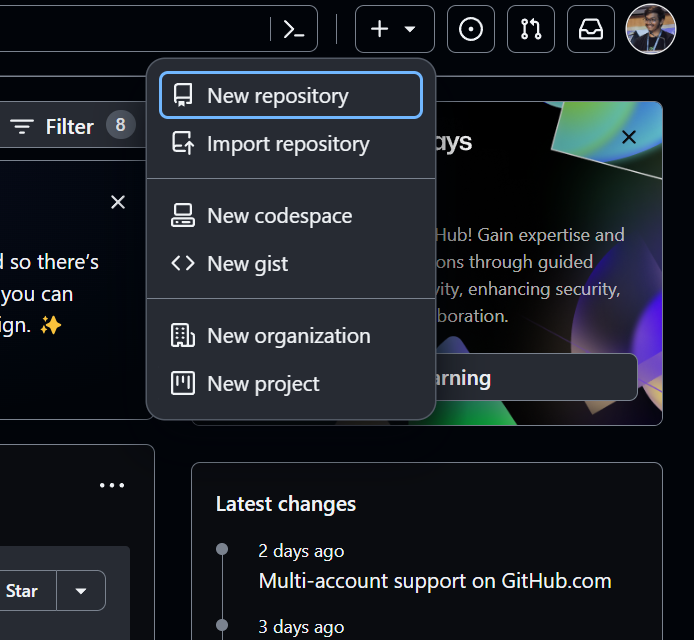 Filter 8
New repository
Import repository
New codespace
New gist
New organization
New project
so there's
you can
ign. ✨
ays
Hub! Gain expertise and
ons through guided
vity, enhancing security,
boration.
arning
Star
Latest changes
2 days ago
Multi-account support on GitHub.com
3 days ago